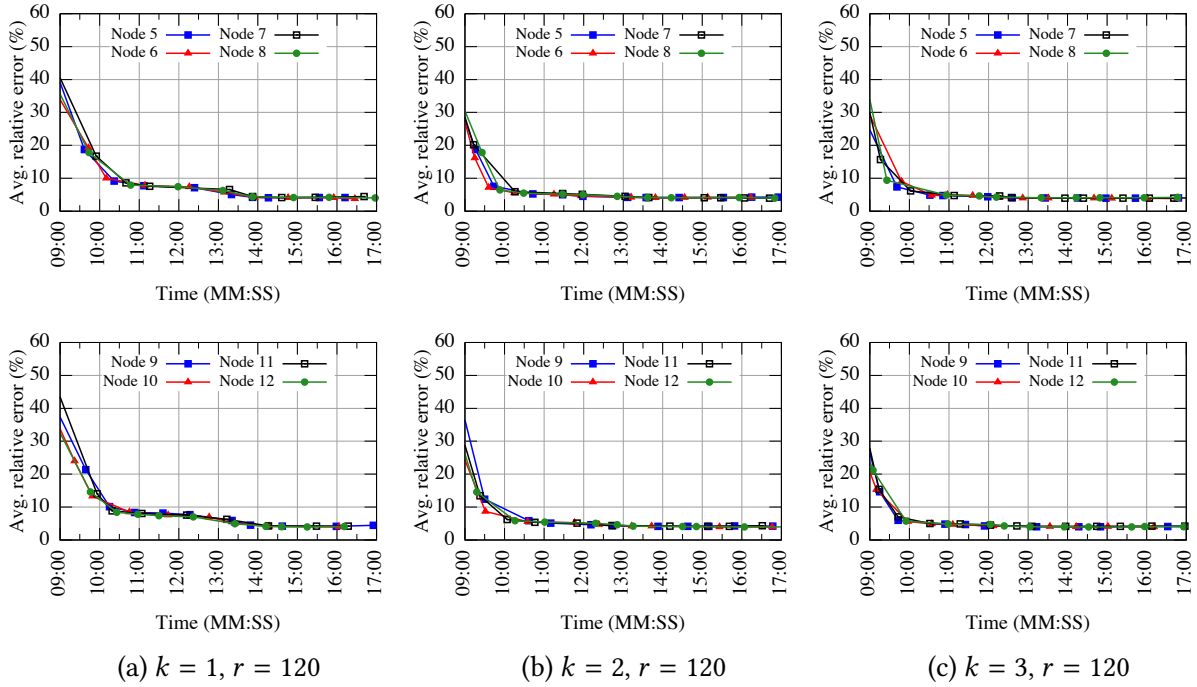 Avg. relative error (%)
60
50
40
30
20
10
0
Node 5 Node 7
Node 6 Node 8
09:00 10:00 11:00 12:00 13:00 14:00 15:00 16:00 17:00
Time (MM:SS)
Avg. relative error (%)
60
50
40
30
20
10
0
Node 5 Node 7
Node 6 Node 8
09:00 10:00 11:00 12:00 13:00 14:00 15:00 16:00 17:00
Time (MM:SS)
Avg. relative error (%)
60
50
40
30
20
10
0
Node 5 Node 7
Node 6 Node 8
09:00 10:00 11:00 12:00 13:00 14:00 15:00 16:00 17:00
Time (MM:SS)
Avg. relative error (%)
60
50
40
30
20
10
0
Node 9 Node 11
Node 10 Node 12
09:00 10:00 11:00 12:00 13:00 14:00 15:00 16:00 17:00
Time (MM:SS)
Avg. relative error (%)
60
50
40
30
20
10
0
Node 9 Node 11
Node 10 Node 12
09:00 10:00 11:00 12:00 13:00 14:00 15:00 16:00 17:00
Time (MM:SS)
Avg. relative error (%)
60
50
40
30
20
10
0
Node 9 Node 11
Node 10 Node 12
09:00 10:00 11:00 12:00 13:00 14:00 15:00 16:00 17:00
Time (MM:SS)
(a) k = 1, r = 120
(b) k = 2, r = 120
(c) k = 3, r = 120